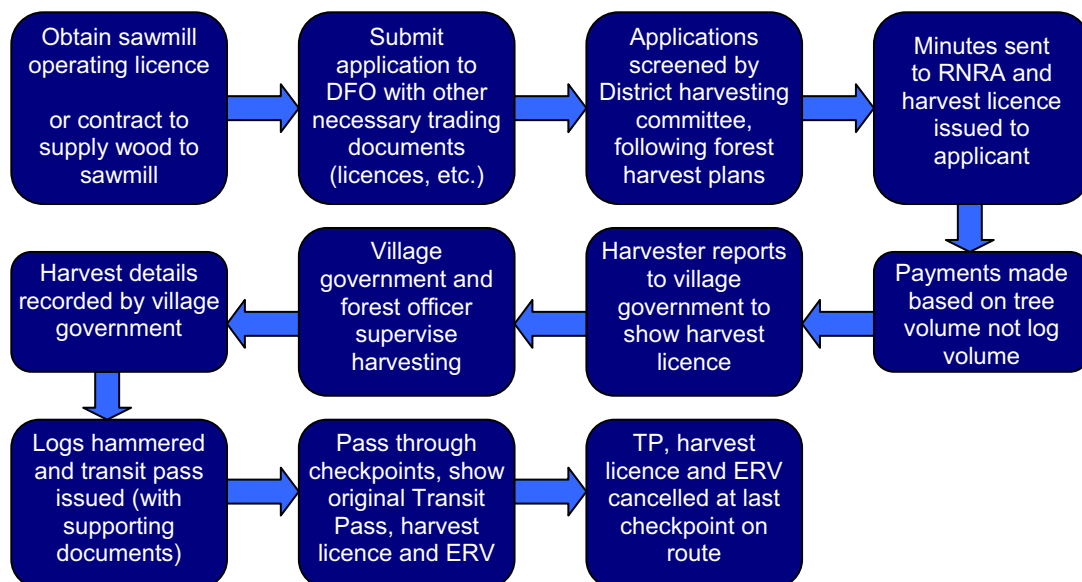 Obtain sawmill
operating licence
or contract to
supply wood to
sawmill
Submit
application to
DFO with other
necessary trading
documents
(licences, etc.)
Applications
screened by
District harvesting
committee,
following forest
harvest plans
Minutes sent
to RNRA and
harvest licence
issued to
applicant
Payments made
based on tree
volume not log
volume
Harvester reports
to village
government to
show harvest
licence
Village
government and
forest officer
supervise
harvesting
Harvest details
recorded by village
government
Logs hammered
and transit pass
issued (with
supporting
documents)
Pass through
checkpoints, show
original Transit
Pass, harvest
licence and ERV
TP, harvest
licence and ERV
cancelled at last
checkpoint on
route